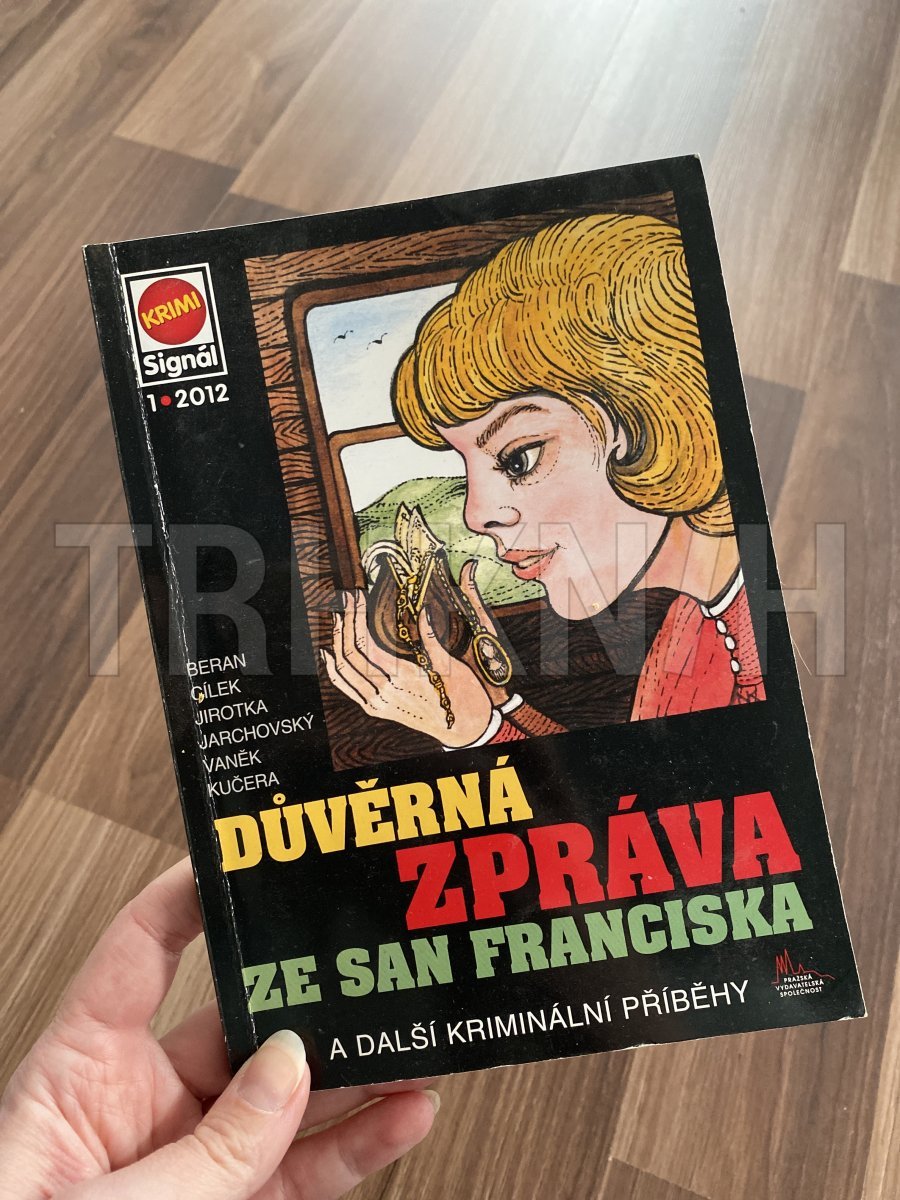 KRIMI
Signál
1•2012
BERAN
CÍLEK
JIROTKA
JARCHOVSKÝ
VANĚK
KUČERA
DŮVĚRNÁ
ZPRÁVA
ZE SAN FRANCISKA
A DALŠÍ KRIMINÁLNÍ PŘÍBĚHY
PRAŽSKÁ
VYDAVATELSKÁ
SPOLEČNOST